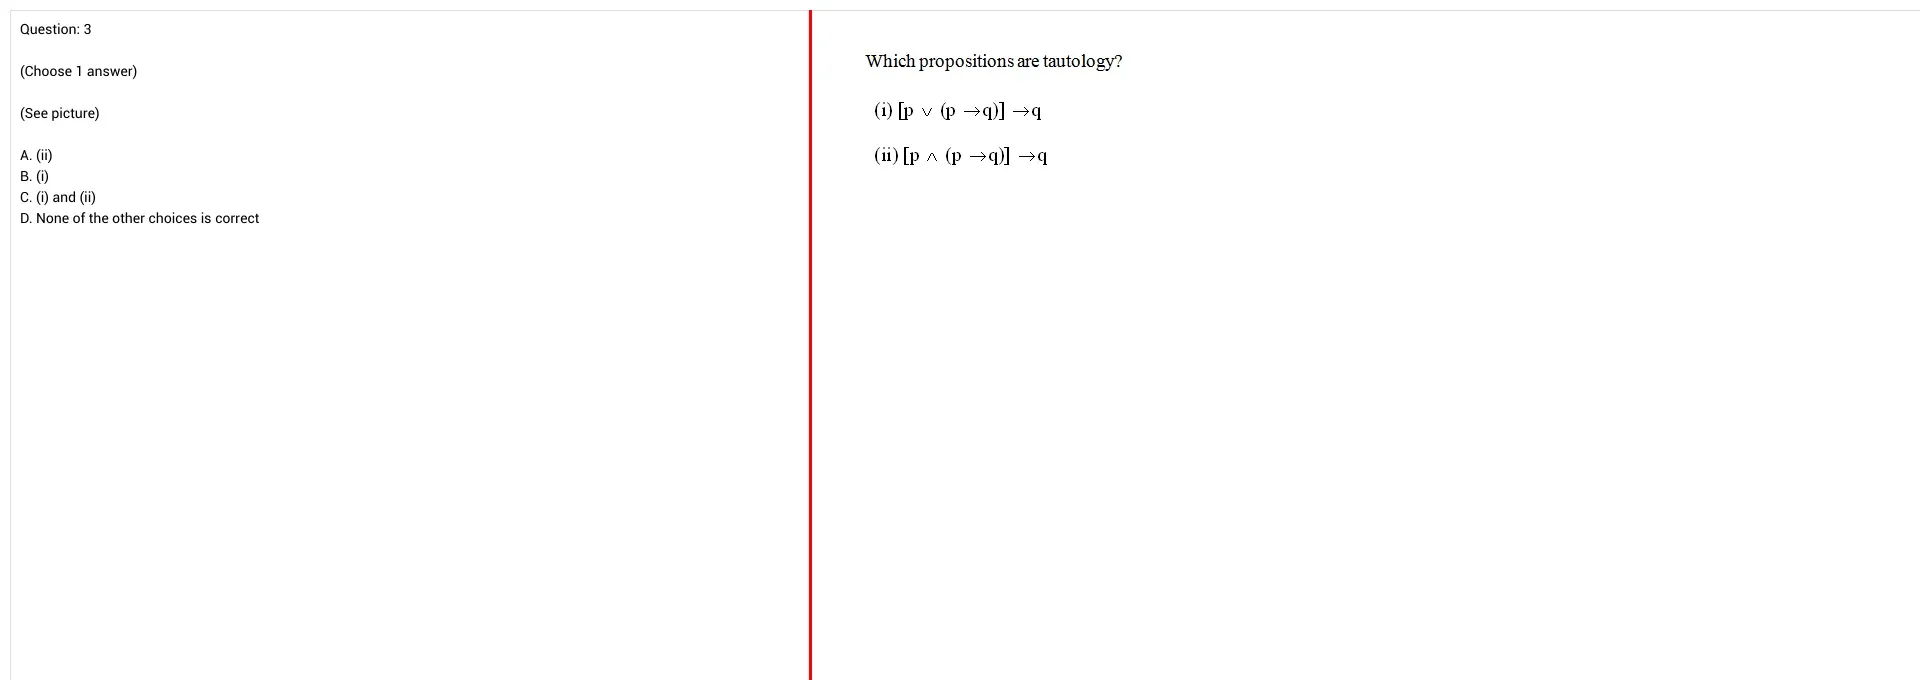 Question: 3
(Choose 1 answer)
(See picture)
A. (ii)
B. (i)
C. (i) and (ii)
D. None of the other choices is correct
Which propositions are tautology?
(i) [p ∨ (p →q)] →q
(ii) [p ∧ (p →q)] →q